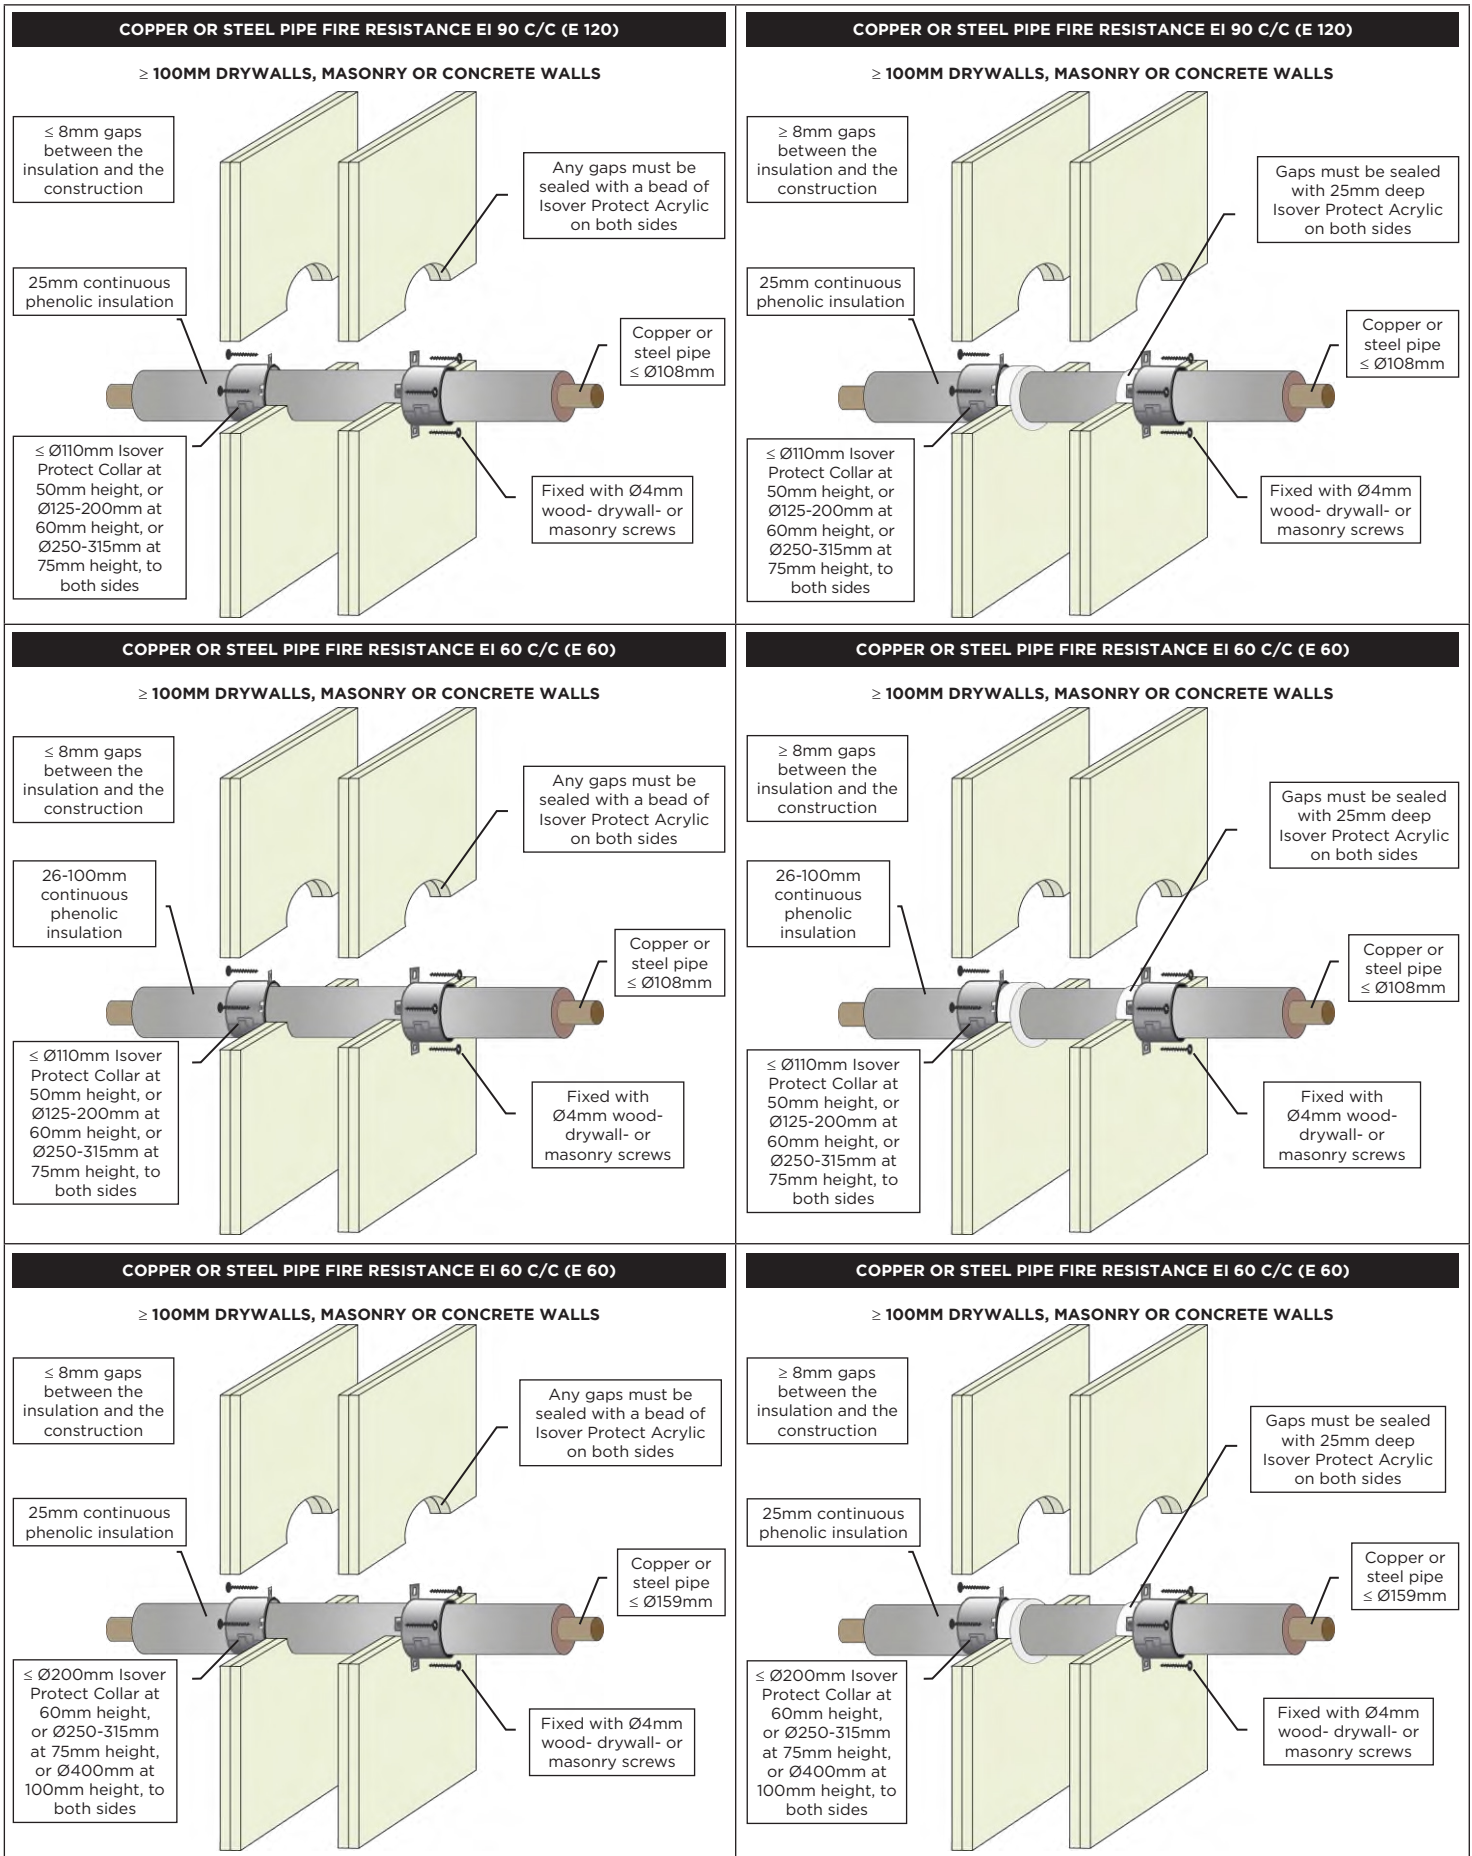 COPPER OR STEEL PIPE FIRE RESISTANCE EI 90 C/C (E 120)
≥ 100MM DRYWALLS, MASONRY OR CONCRETE WALLS
≤ 8mm gaps
between the
insulation and the
construction
Any gaps must be
sealed with a bead of
Isover Protect Acrylic
on both sides
25mm continuous
phenolic insulation
Copper or
steel pipe
≤ Ø108mm
≤ Ø110mm Isover
Protect Collar at
50mm height, or
Ø125-200mm at
60mm height, or
Ø250-315mm at
75mm height, to
both sides
Fixed with Ø4mm
wood- drywall- or
masonry screws
COPPER OR STEEL PIPE FIRE RESISTANCE EI 90 C/C (E 120)
≥ 100MM DRYWALLS, MASONRY OR CONCRETE WALLS
≥ 8mm gaps
between the
insulation and the
construction
Gaps must be sealed
with 25mm deep
Isover Protect Acrylic
on both sides
25mm continuous
phenolic insulation
Copper or
steel pipe
≤ Ø108mm
≤ Ø110mm Isover
Protect Collar at
50mm height, or
Ø125-200mm at
60mm height, or
Ø250-315mm at
75mm height, to
both sides
Fixed with Ø4mm
wood- drywall- or
masonry screws
COPPER OR STEEL PIPE FIRE RESISTANCE EI 60 C/C (E 60)
≥ 100MM DRYWALLS, MASONRY OR CONCRETE WALLS
≤ 8mm gaps
between the
insulation and the
construction
Any gaps must be
sealed with a bead of
Isover Protect Acrylic
on both sides
26-100mm
continuous
phenolic
insulation
Copper or
steel pipe
≤ Ø108mm
≤ Ø110mm Isover
Protect Collar at
50mm height, or
Ø125-200mm at
60mm height, or
Ø250-315mm at
75mm height, to
both sides
Fixed with
Ø4mm wood-
drywall- or
masonry screws
COPPER OR STEEL PIPE FIRE RESISTANCE EI 60 C/C (E 60)
≥ 100MM DRYWALLS, MASONRY OR CONCRETE WALLS
≥ 8mm gaps
between the
insulation and the
construction
Gaps must be sealed
with 25mm deep
Isover Protect Acrylic
on both sides
26-100mm
continuous
phenolic
insulation
Copper or
steel pipe
≤ Ø108mm
≤ Ø110mm Isover
Protect Collar at
50mm height, or
Ø125-200mm at
60mm height, or
Ø250-315mm at
75mm height, to
both sides
Fixed with
Ø4mm wood-
drywall- or
masonry screws
COPPER OR STEEL PIPE FIRE RESISTANCE EI 60 C/C (E 60)
≥ 100MM DRYWALLS, MASONRY OR CONCRETE WALLS
≤ 8mm gaps
between the
insulation and the
construction
Any gaps must be
sealed with a bead of
Isover Protect Acrylic
on both sides
25mm continuous
phenolic insulation
Copper or
steel pipe
≤ Ø159mm
≤ Ø200mm Isover
Protect Collar at
60mm height,
or Ø250-315mm
at 75mm height,
or Ø400mm at
100mm height, to
both sides
Fixed with Ø4mm
wood- drywall- or
masonry screws
COPPER OR STEEL PIPE FIRE RESISTANCE EI 60 C/C (E 60)
≥ 100MM DRYWALLS, MASONRY OR CONCRETE WALLS
≥ 8mm gaps
between the
insulation and the
construction
Gaps must be sealed
with 25mm deep
Isover Protect Acrylic
on both sides
25mm continuous
phenolic insulation
Copper or
steel pipe
≤ Ø159mm
≤ Ø200mm Isover
Protect Collar at
60mm height,
or Ø250-315mm
at 75mm height,
or Ø400mm at
100mm height, to
both sides
Fixed with Ø4mm
wood- drywall- or
masonry screws